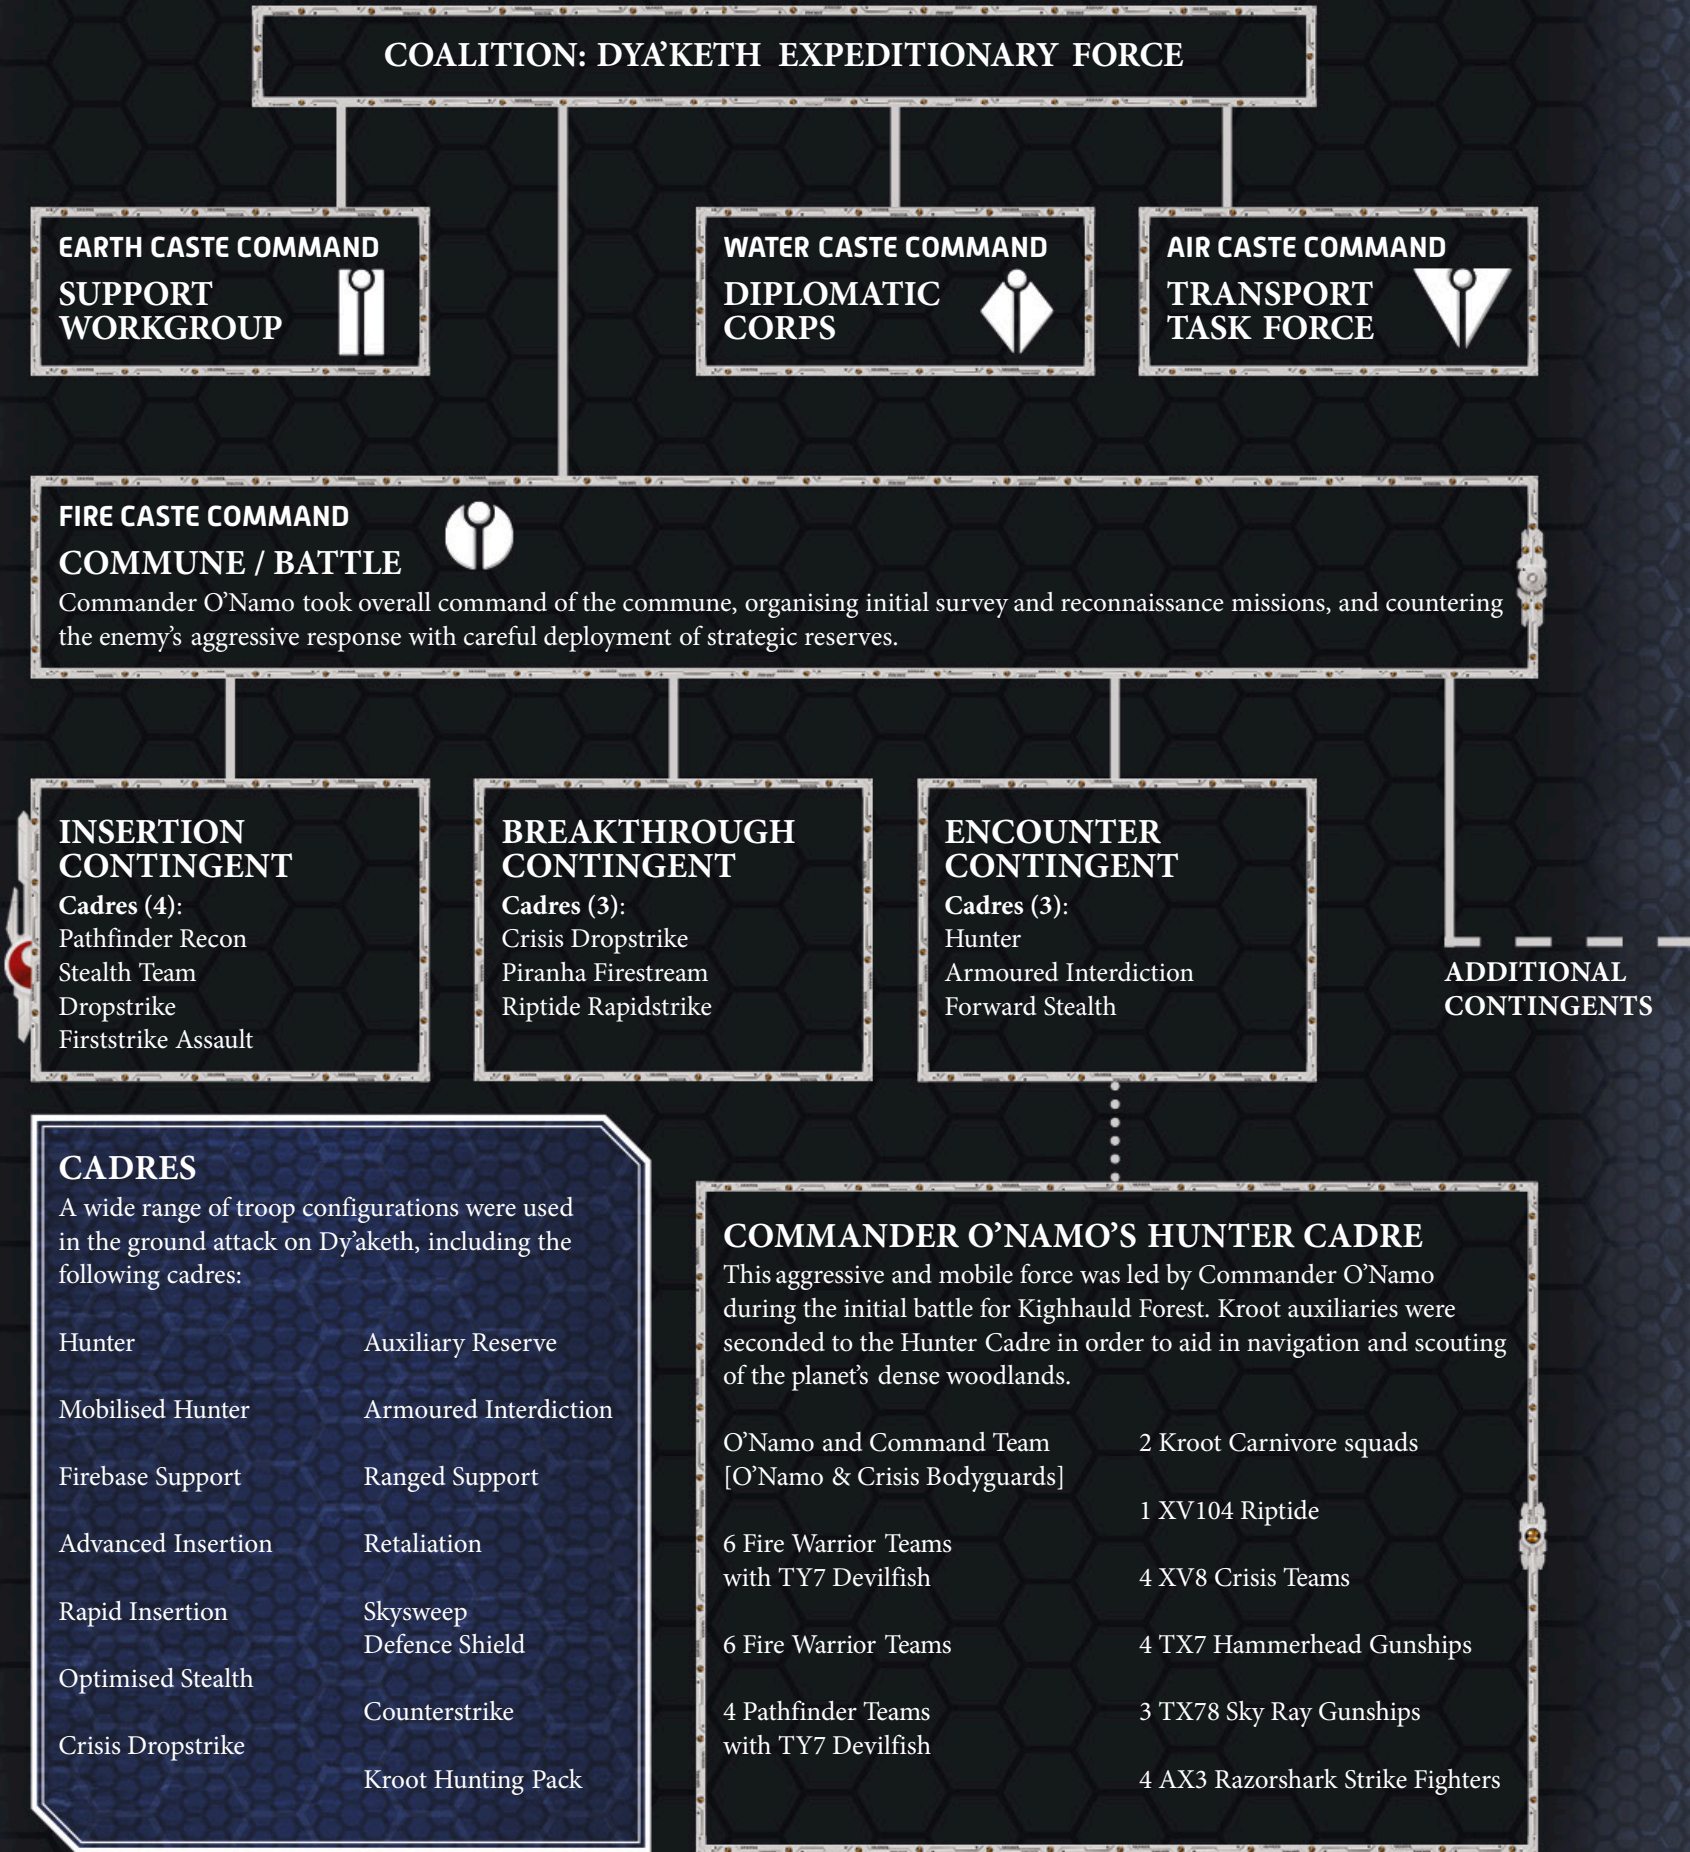 COALITION: DYA'KETH EXPEDITIONARY FORCE
EARTH CASTE COMMAND
SUPPORT
WORKGROUP
WATER CASTE COMMAND
DIPLOMATIC
CORPS
AIR CASTE COMMAND
TRANSPORT
TASK FORCE
FIRE CASTE COMMAND
COMMUNE / BATTLE
Commander O'Namo took overall command of the commune, organising initial survey and reconnaissance missions, and countering
the enemy's aggressive response with careful deployment of strategic reserves.
INSERTION
CONTINGENT
Cadres (4):
Pathfinder Recon
Stealth Team
Dropstrike
Firststrike Assault
BREAKTHROUGH
CONTINGENT
Cadres (3):
Crisis Dropstrike
Piranha Firestream
Riptide Rapidstrike
ENCOUNTER
CONTINGENT
Cadres (3):
Hunter
Armoured Interdiction
Forward Stealth
ADDITIONAL
CONTINGENTS
CADRES
A wide range of troop configurations were used
in the ground attack on Dy'aketh, including the
following cadres:
Hunter
Mobilised Hunter
Firebase Support
Advanced Insertion
Rapid Insertion
Optimised Stealth
Crisis Dropstrike
Auxiliary Reserve
Armoured Interdiction
Ranged Support
Retaliation
Skysweep
Defence Shield
Counterstrike
Kroot Hunting Pack
COMMANDER O'NAMO'S HUNTER CADRE
This aggressive and mobile force was led by Commander O'Namo
during the initial battle for Kighhauld Forest. Kroot auxiliaries were
seconded to the Hunter Cadre in order to aid in navigation and scouting
of the planet's dense woodlands.
O'Namo and Command Team
[O'Namo & Crisis Bodyguards]
6 Fire Warrior Teams
with TY7 Devilfish
6 Fire Warrior Teams
4 Pathfinder Teams
with TY7 Devilfish
2 Kroot Carnivore squads
1 XV104 Riptide
4 XV8 Crisis Teams
4 TX7 Hammerhead Gunships
3 TX78 Sky Ray Gunships
4 AX3 Razorshark Strike Fighters